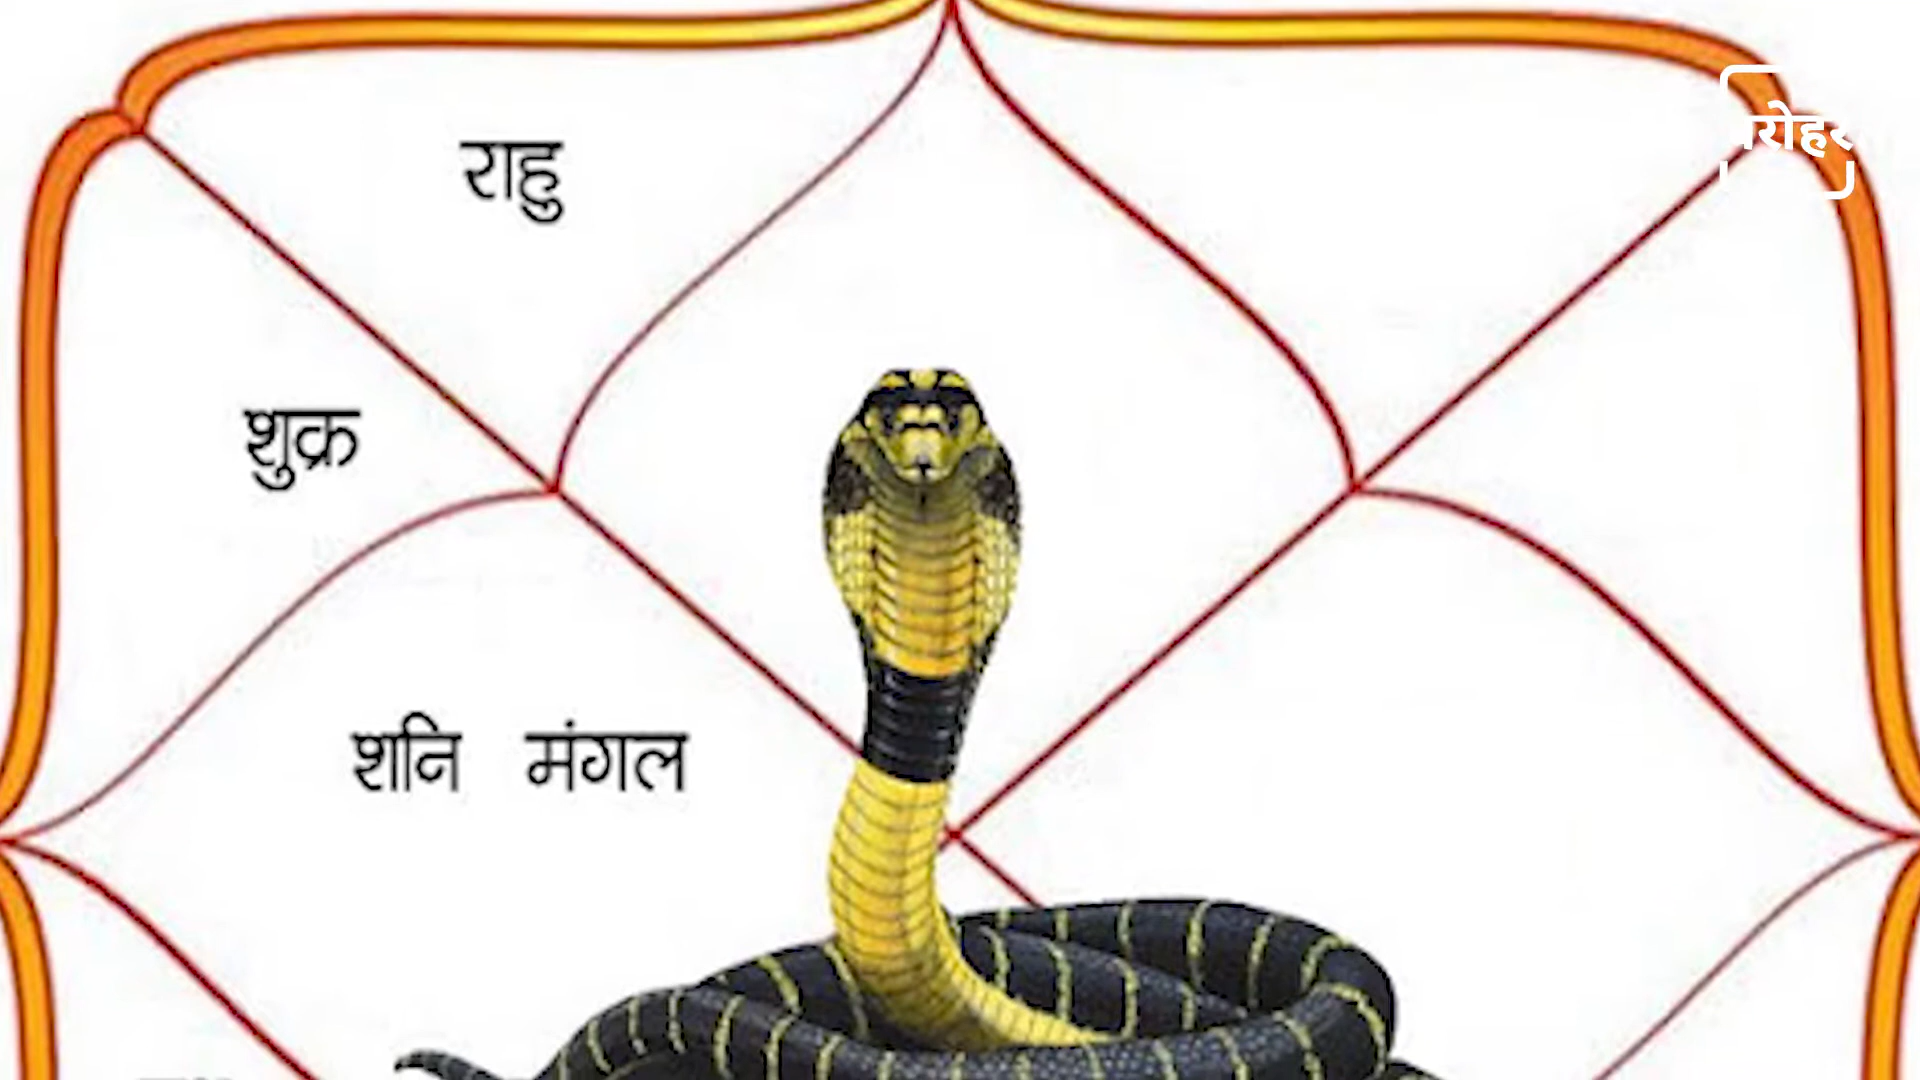 राहु
शुक्र
शनि मंगल